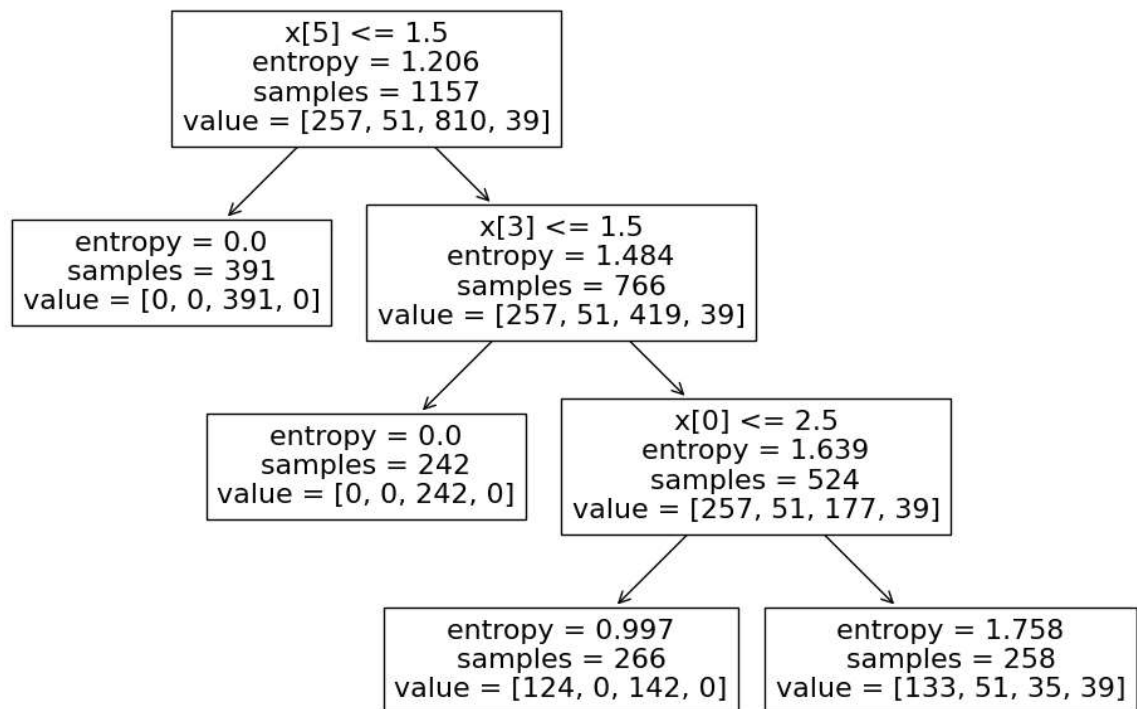 x[5] <= 1.5
entropy = 1.206
samples = 1157
value = [257, 51, 810, 39]
entropy = 0.0
samples = 391
value = [0, 0, 391, 0]
x[3] <= 1.5
entropy = 1.484
samples = 766
value = [257, 51, 419, 39]
entropy = 0.0
samples = 242
value = [0, 0, 242, 0]
x[0] <= 2.5
entropy = 1.639
samples = 524
value = [257, 51, 177, 39]
entropy = 0.997
samples = 266
value = [124, 0, 142, 0]
entropy = 1.758
samples = 258
value = [133, 51, 35, 39]